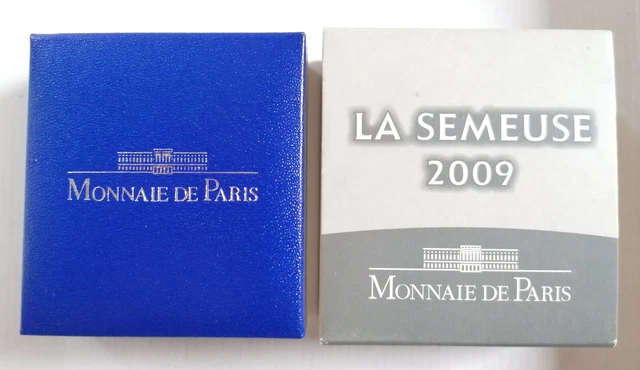 MONNAIE DE PARIS
LA SEMEUSE
2009
MONNAIE DE PARIS